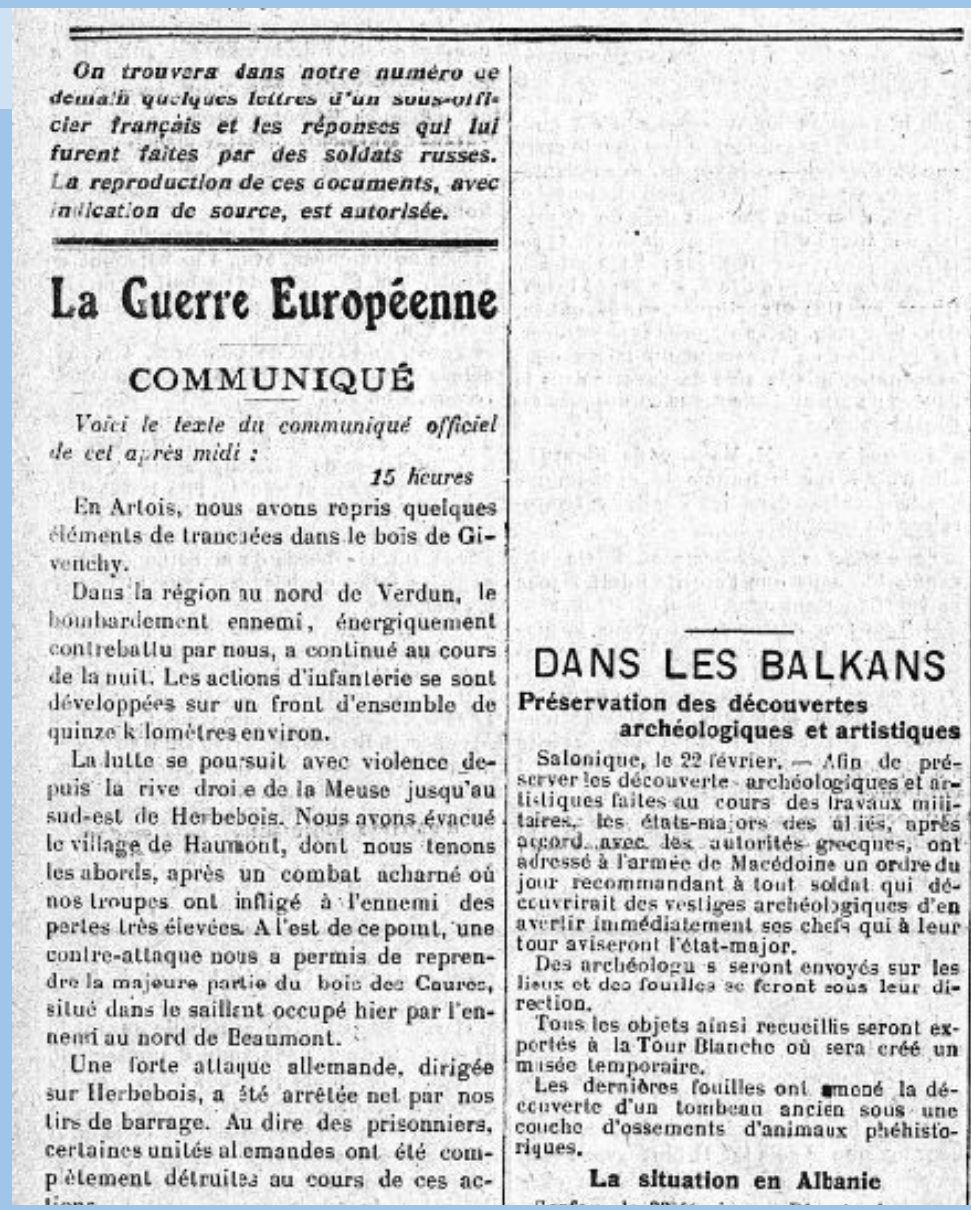 On trouvera dans notre numéro de
demain quelques lettres d'un sous-offi-
cier français et les réponses qui lui
furent faites par des soldats russes.
La reproduction de ces documents, avec
indication de source, est autorisée.
La Guerre Européenne
COMMUNIQUÉ
Voici le texte du communiqué officiel
de cet après midi :
15 heures
En Artois, nous avons repris quelques
éléments de tranchées dans le bois de Gi-
venchy.
Dans la région au nord de Verdun, le
bombardement ennemi, énergiquement
contrebattu par nous, a continué au cours
de la nuit. Les actions d'infanterie se sont
développées sur un front d'ensemble de
quinze k lomètres environ.
La lutte se poursuit avec violence de-
puis la rive droi e de la Meuse jusqu'au
sud-est de Herbebois. Nous avons évacué
le village de Haumont, dont nous tenons
les abords, après un combat acharné où
nos troupes ont infligé à l'ennemi des
pertes très élevées. A l'est de ce point, une
contre-attaque nous a permis de repren-
dre la majeure partie du bois des Caures,
situé dans le saillant occupé hier par l'en-
nemi au nord de Beaumont.
Une forte attaque allemande, dirigée
sur Herbebois, a été arrêtée net par nos
tirs de barrage. Au dire des prisonniers,
certaines unités al emandes ont été com-
p ètement détruites au cours de ces ac-
tions.
DANS LES BALKANS
Préservation des découvertes
archéologiques et artistiques
Salonique, le 22 février. — Afin de pré-
server les découverte archéologiques et ar-
tistiques faites au cours des travaux mili-
taires, les états-majors des al iés, après
accord avec les autorités grecques, ont
adressé à l'armée de Macédoine un ordre du
jour recommandant à tout soldat qui dé-
couvrirait des vestiges archéologiques d'en
avertir immédiatement ses chefs qui à leur
tour aviseront l'état-major.
Des archéologu s seront envoyés sur les
lieux et des fouilles se feront sous leur di-
rection.
Tous les objets ainsi recueillis seront ex-
portés à la Tour Blanche où sera créé un
musée temporaire.
Les dernières fouilles ont amené la dé-
couverte d'un tombeau ancien sous une
couche d'ossements d'animaux phéhisto-
riques.
La situation en Albanie